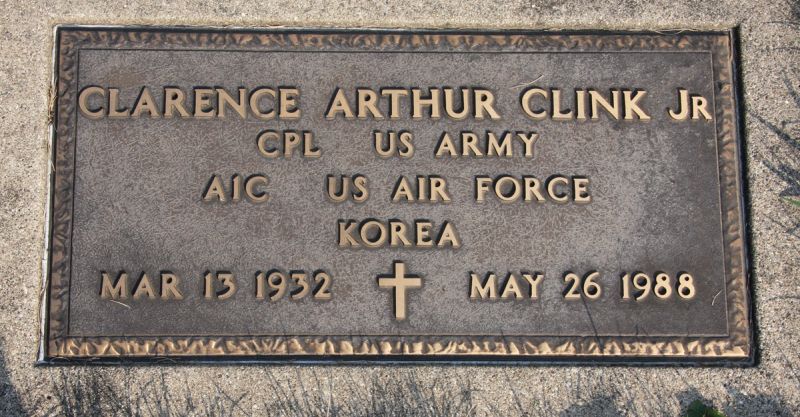 CLARENCE ARTHUR CLINK JR
CPL US ARMY
A1C US AIR FORCE
KOREA
MAR 13 1932 MAY 26 1988